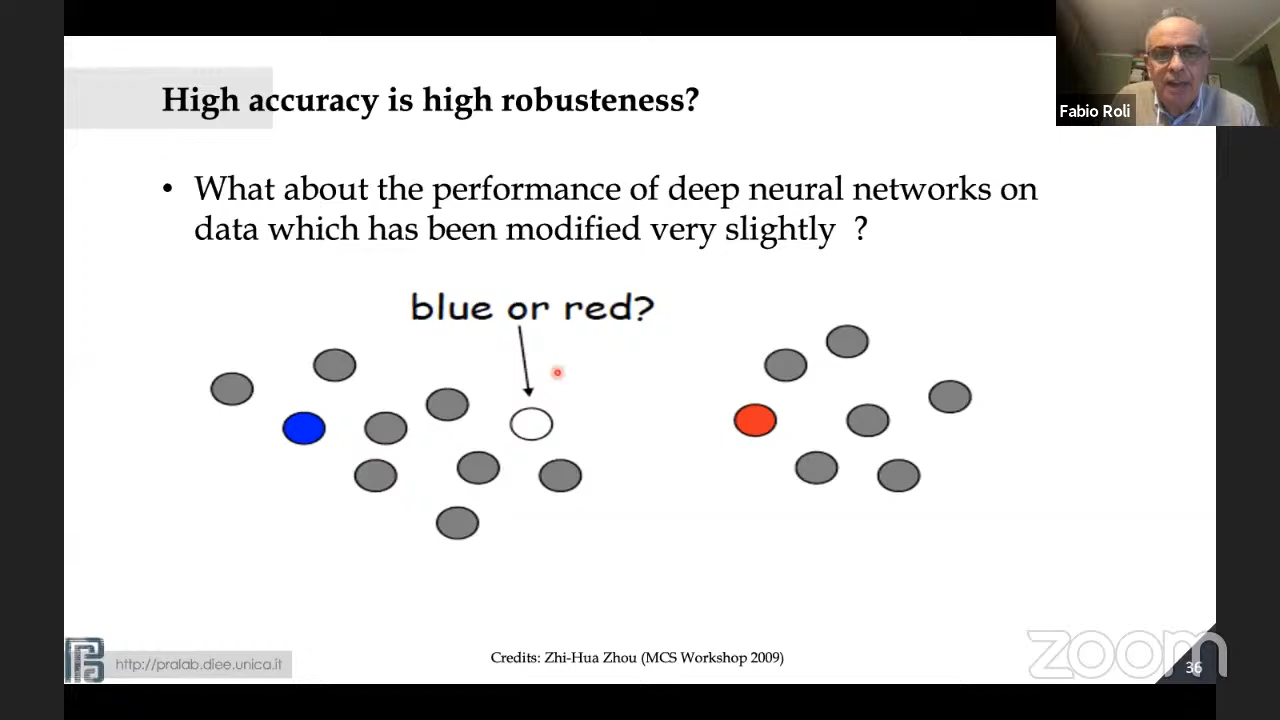 High accuracy is high robusteness?
Fabio Roli
• What about the performance of deep neural networks on
data which has been modified very slightly ?
blue or red?
http://pralab.diee.unica.it
Credits: Zhi-Hua Zhou (MCS Workshop 2009)
zoom
36